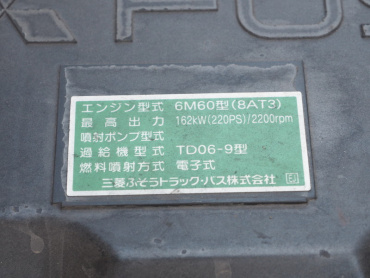 FUSO
エンジン型式 6M60型(8AT3)
最高出力 162kW(220PS)/2200rpm
噴射ポンプ型式
過給機型式 TD06-9型
燃料噴射方式 電子式
三菱ふそうトラック・バス株式会社